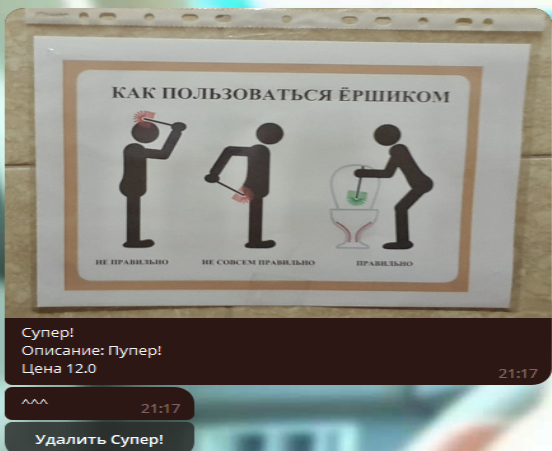 КАК ПОЛЬЗОВАТЬСЯ ЁРШИКОМ
НЕ ПРАВИЛЬНО
НЕ СОВСЕМ ПРАВИЛЬНО
ПРАВИЛЬНО
Супер!
Описание: Пупер!
Цена 12.0
21:17
^^^
21:17
Удалить Супер!